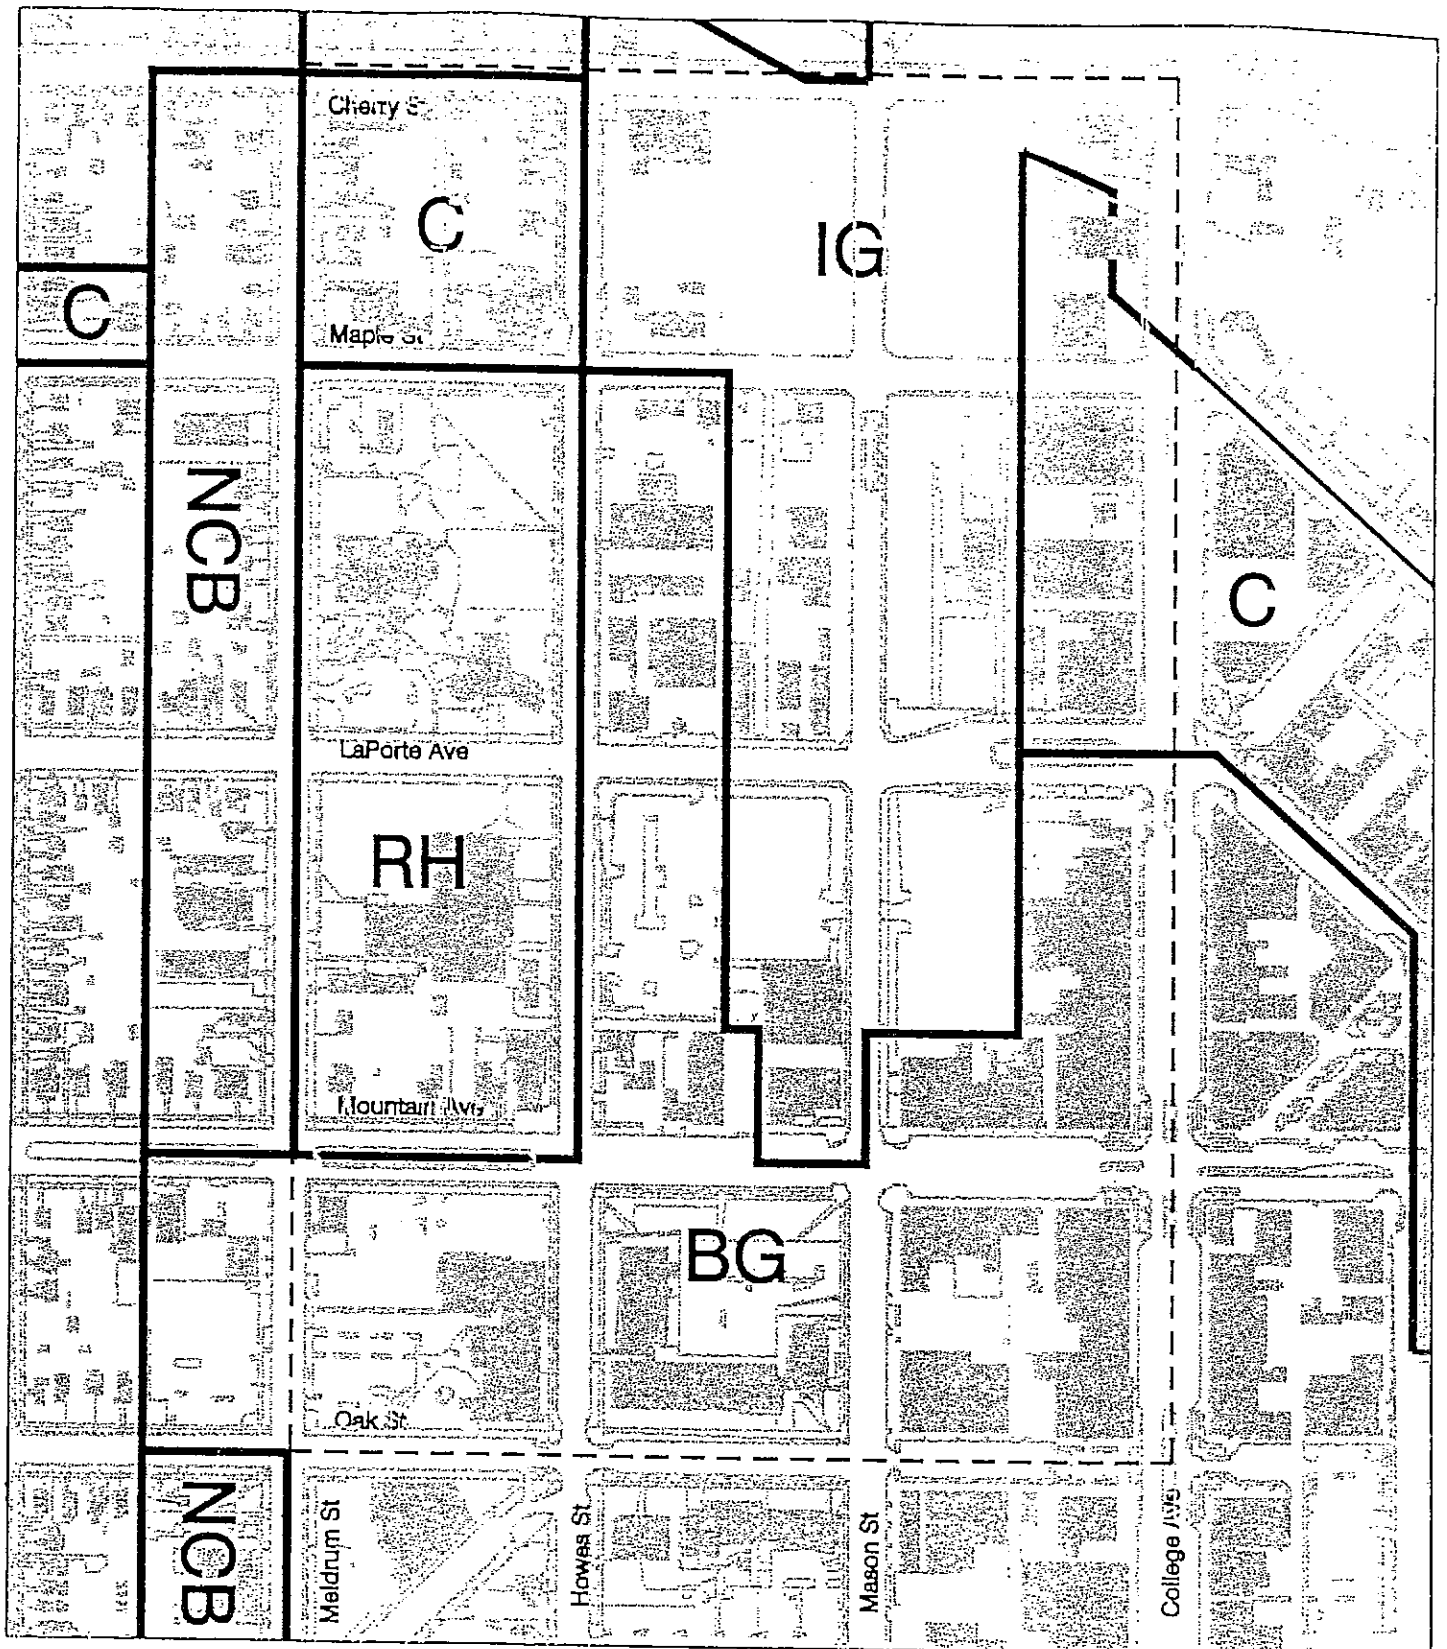 Cherry S
C
IG
C
Maple St
NCB
C
LaPorte Ave
RH
Mountain Ave
BG
Oak St
NCB
Meldrum St
Howes St
Mason St
College Ave